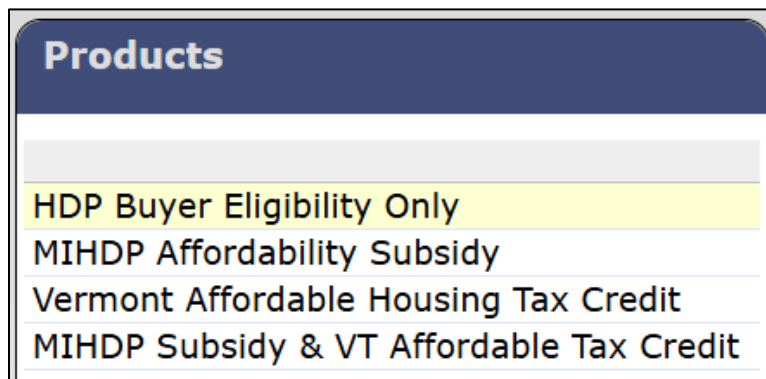 Products
HDP Buyer Eligibility Only
MIHDP Affordability Subsidy
Vermont Affordable Housing Tax Credit
MIHDP Subsidy & VT Affordable Tax Credit